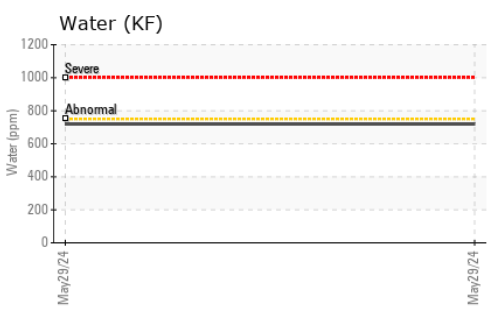 Water (KF)
1200
Severe
1000
Abnormal
800
Water (ppm)
600
400
200
0
May29/24
May29/24